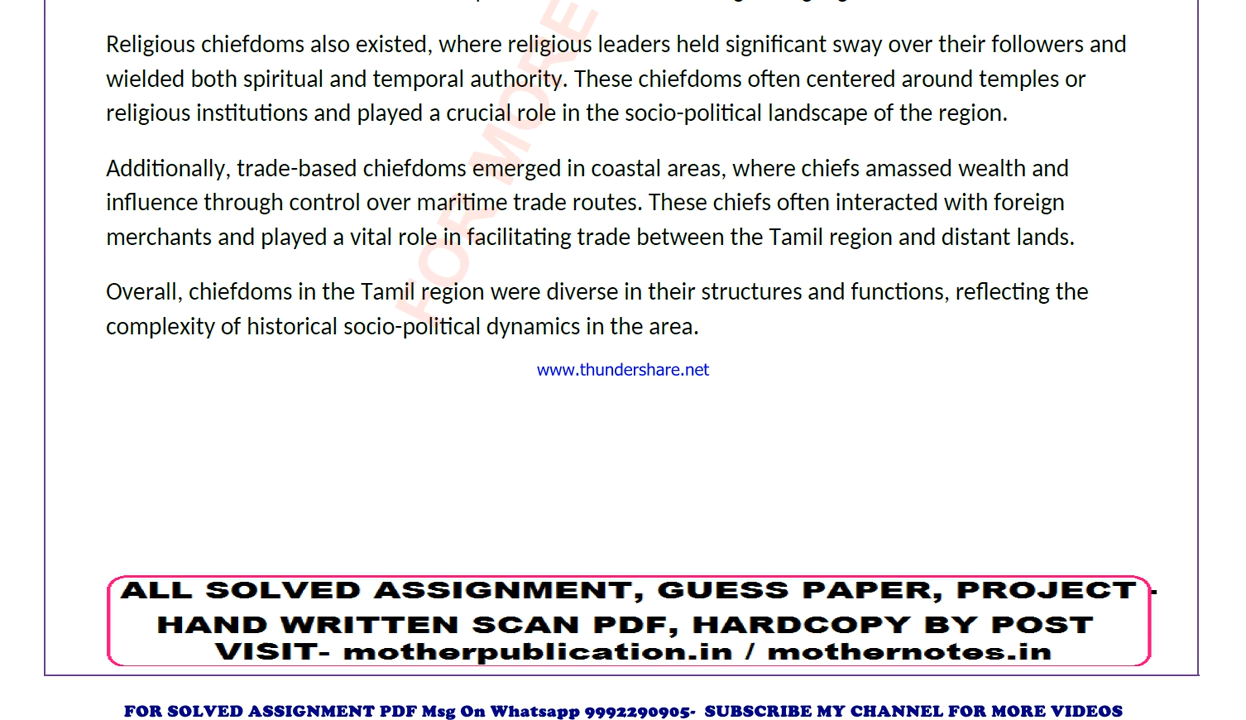 Religious chiefdoms also existed, where religious leaders held significant sway over their followers and
wielded both spiritual and temporal authority. These chiefdoms often centered around temples or
religious institutions and played a crucial role in the socio-political landscape of the region.
Additionally, trade-based chiefdoms emerged in coastal areas, where chiefs amassed wealth and
influence through control over maritime trade routes. These chiefs often interacted with foreign
merchants and played a vital role in facilitating trade between the Tamil region and distant lands.
Overall, chiefdoms in the Tamil region were diverse in their structures and functions, reflecting the
complexity of historical socio-political dynamics in the area.
FOR MORE
www.thundershare.net
ALL SOLVED ASSIGNMENT, GUESS PAPER, PROJECT -
HAND WRITTEN SCAN PDF, HARDCOPY BY POST
VISIT- motherpublication.in / mothernotes.in
FOR SOLVED ASSIGNMENT PDF Msg On Whatsapp 9992290905- SUBSCRIBE MY CHANNEL FOR MORE VIDEOS